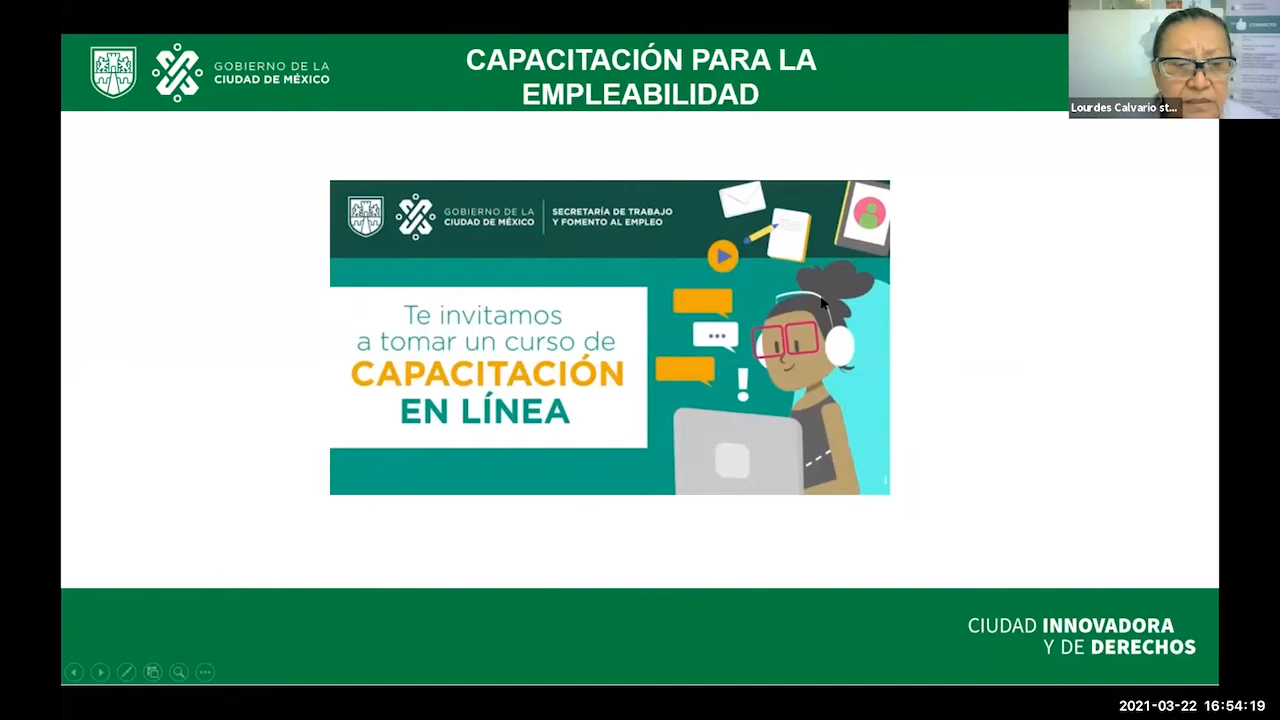 GOBIERNO DE LA
CIUDAD DE MÉXICO
CAPACITACIÓN PARA LA
EMPLEABILIDAD
CONOCTO
Lourdes Calvario st...
GOBIERNO DE LA
CIUDAD DE MÉXICO
SECRETARÍA DE TRABAJO
Y FOMENTO AL EMPLEO
Te invitamos
a tomar un curso de
CAPACITACIÓN
EN LÍNEA
CIUDAD INNOVADORA
Y DE DERECHOS
2021-03-22 16:54:19